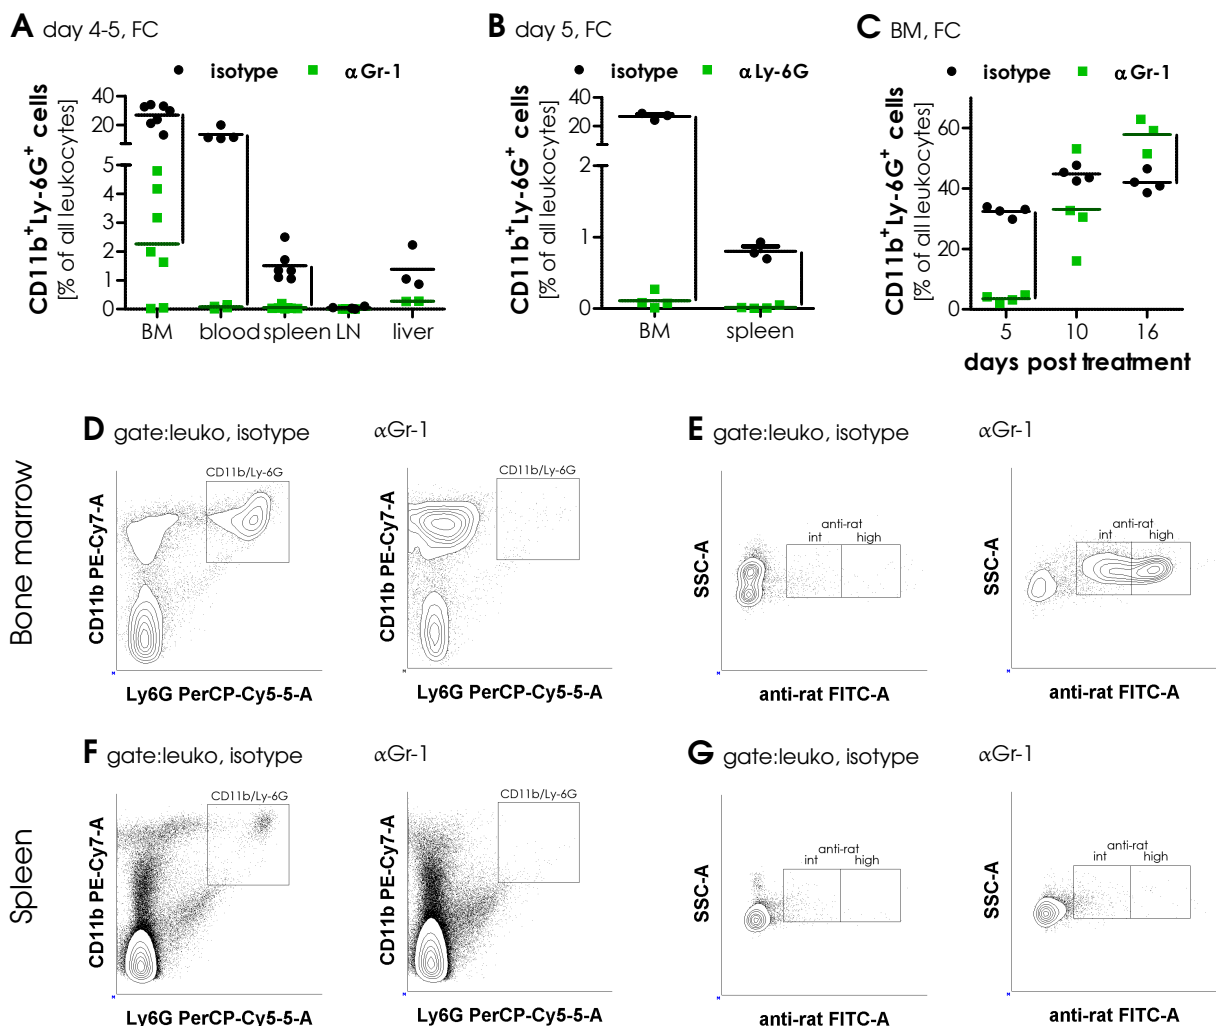 A day 4-5, FC
isotype αGr-1
CD11b⁺Ly-6G⁺ cells
[% of all leukocytes]
40
20
5
4
3
2
1
0
BM blood spleen LN liver
B day 5, FC
isotype αLy-6G
CD11b⁺Ly-6G⁺ cells
[% of all leukocytes]
40
20
2
1
0
BM spleen
C BM, FC
isotype αGr-1
CD11b⁺Ly-6G⁺ cells
[% of all leukocytes]
60
40
20
0
5 10 16
days post treatment
Bone marrow
D gate:leuko, isotype αGr-1
CD11b/Ly-6G
CD11b PE-Cy7-A
Ly6G PerCP-Cy5-5-A
CD11b/Ly-6G
CD11b PE-Cy7-A
Ly6G PerCP-Cy5-5-A
E gate:leuko, isotype αGr-1
anti-rat
int high
SSC-A
anti-rat FITC-A
anti-rat
int high
SSC-A
anti-rat FITC-A
Spleen
F gate:leuko, isotype αGr-1
CD11b/Ly-6G
CD11b PE-Cy7-A
Ly6G PerCP-Cy5-5-A
CD11b/Ly-6G
CD11b PE-Cy7-A
Ly6G PerCP-Cy5-5-A
G gate:leuko, isotype αGr-1
anti-rat
int high
SSC-A
anti-rat FITC-A
anti-rat
int high
SSC-A
anti-rat FITC-A